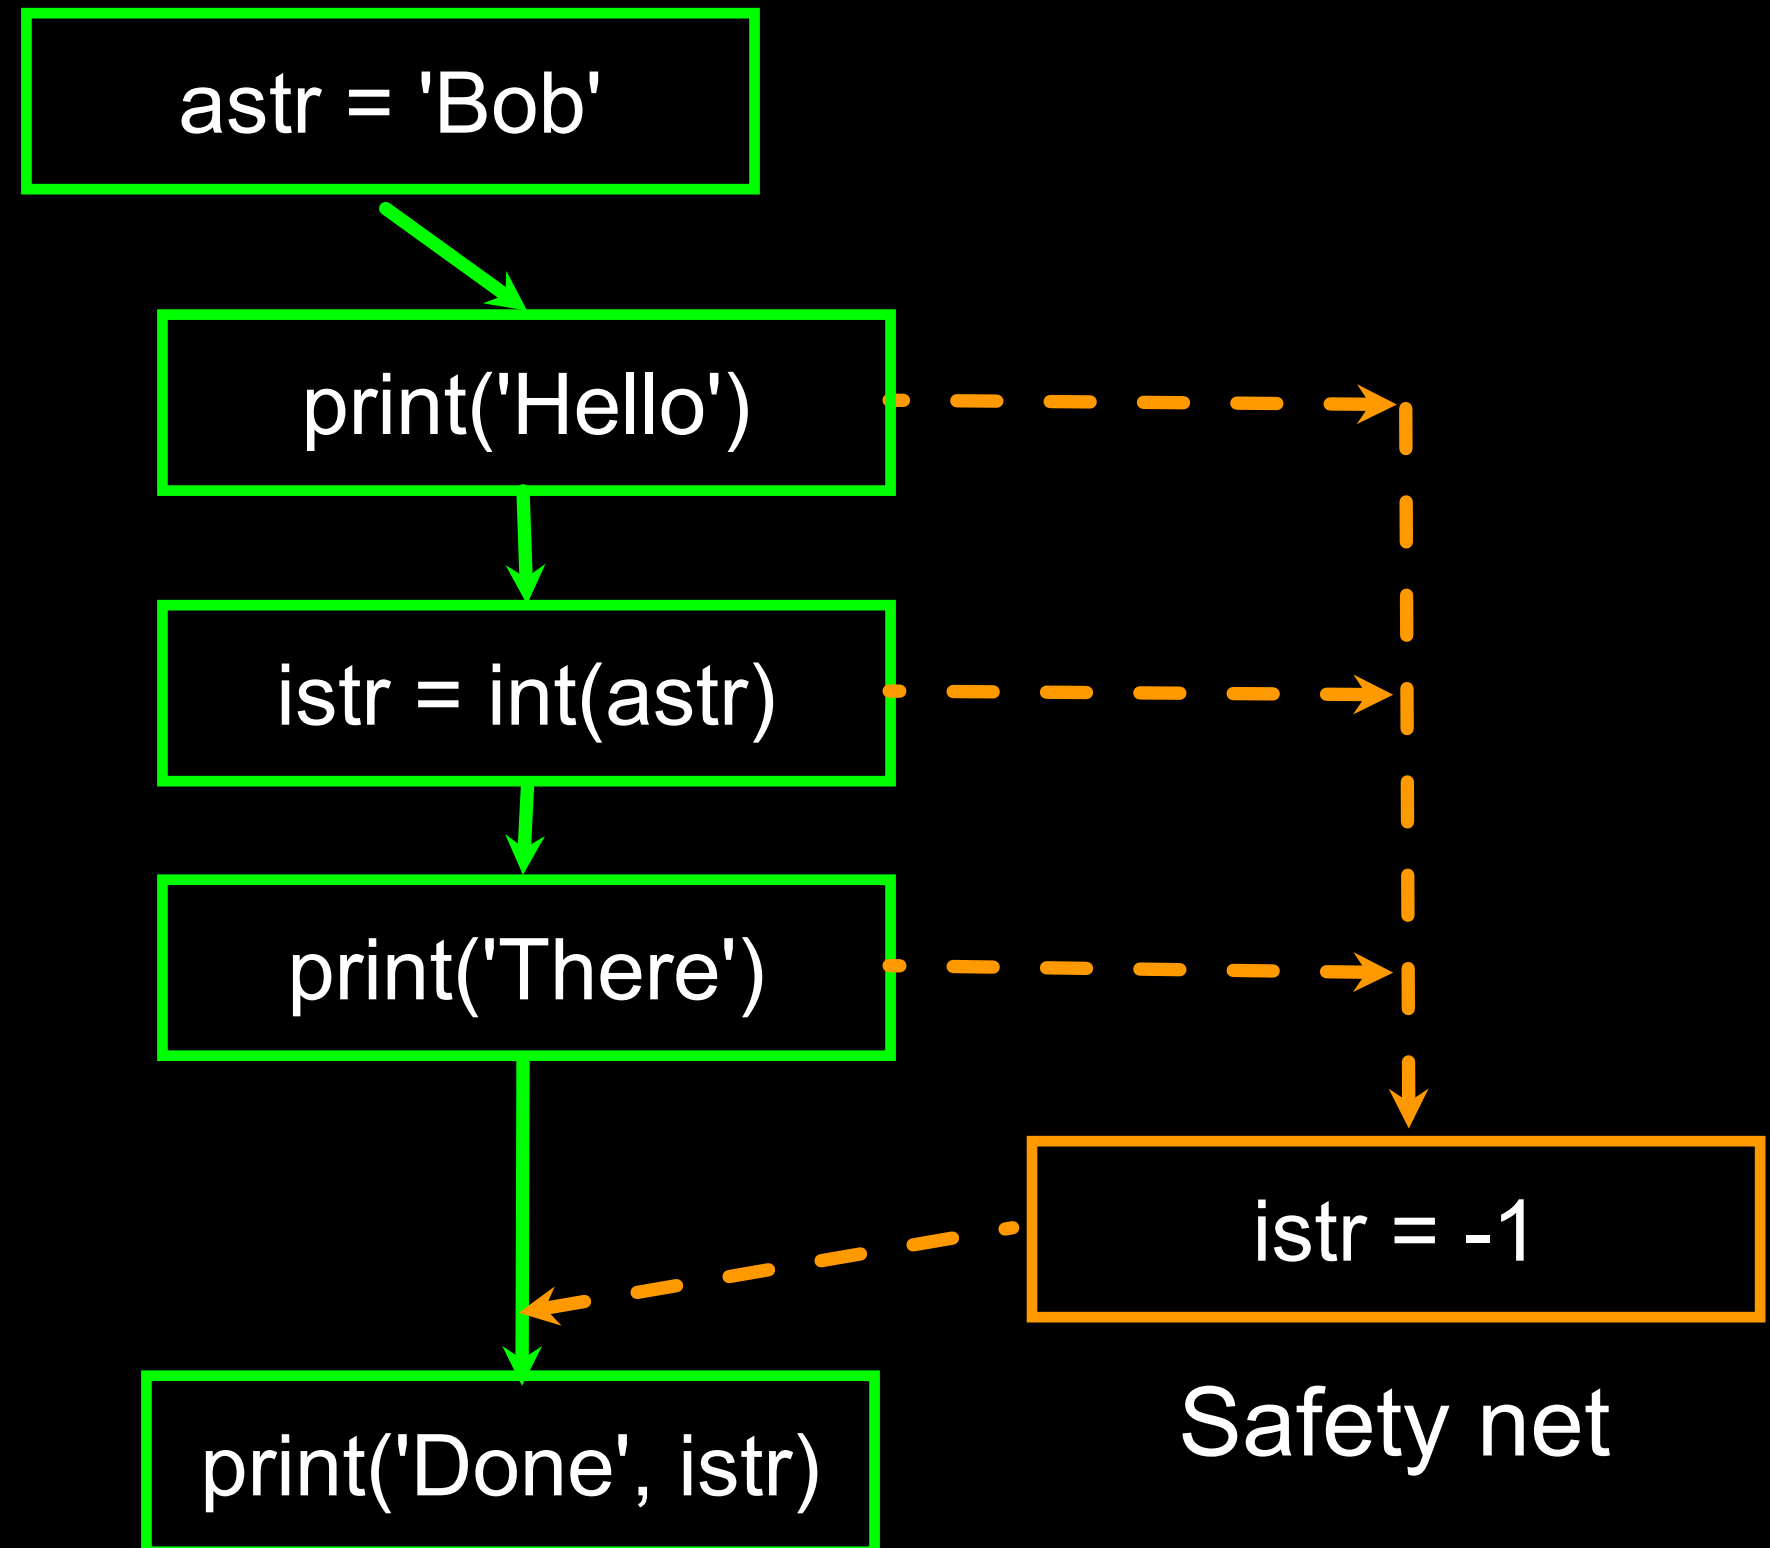 astr = 'Bob'
print('Hello')
istr = int(astr)
print('There')
istr = -1
Safety net
print('Done', istr)